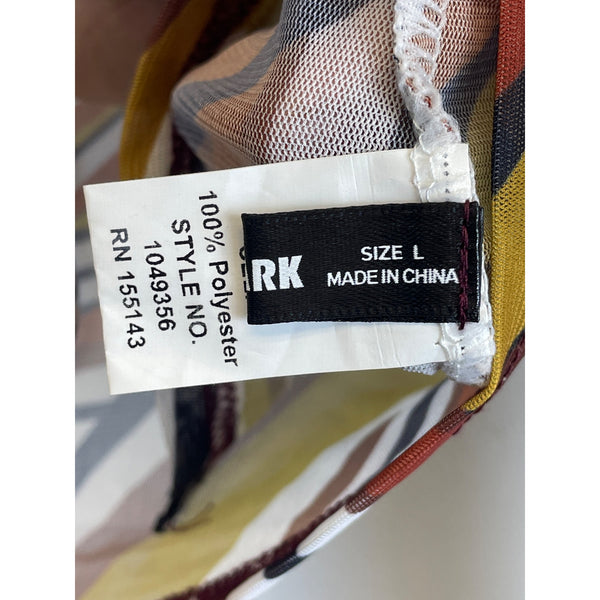 RK
SIZE L
MADE IN CHINA
100% Polyester
STYLE NO.
1049356
RN 155143